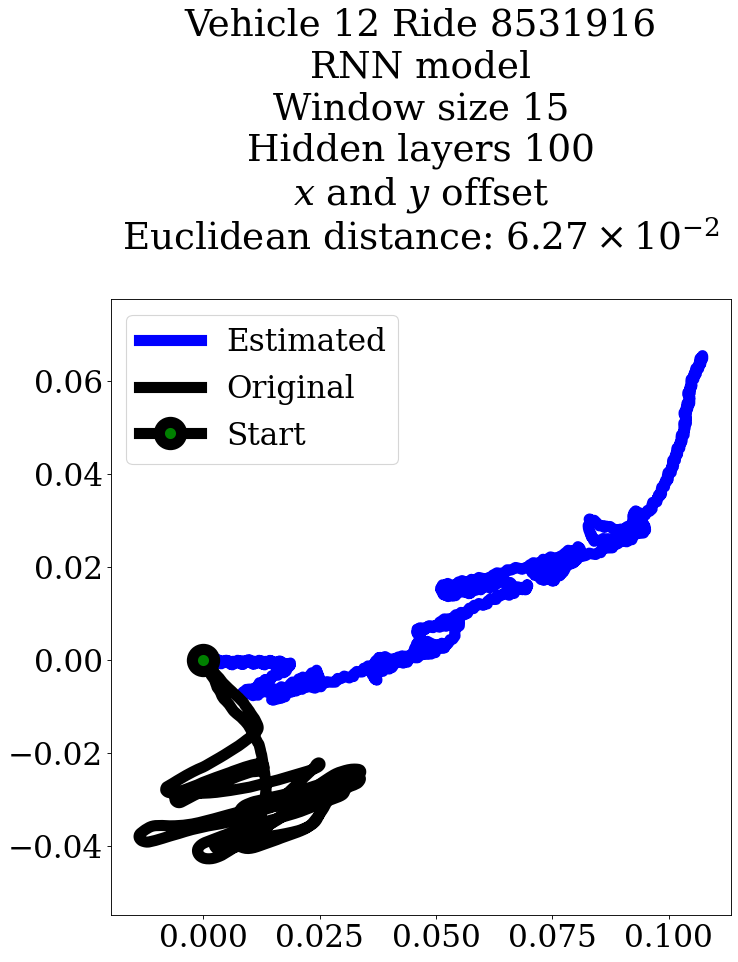 Vehicle 12 Ride 8531916
RNN model
Window size 15
Hidden layers 100
x and y offset
Euclidean distance: 6.27 × 10⁻²
Estimated
Original
Start
0.06
0.04
0.02
0.00
−0.02
−0.04
0.000 0.025 0.050 0.075 0.100